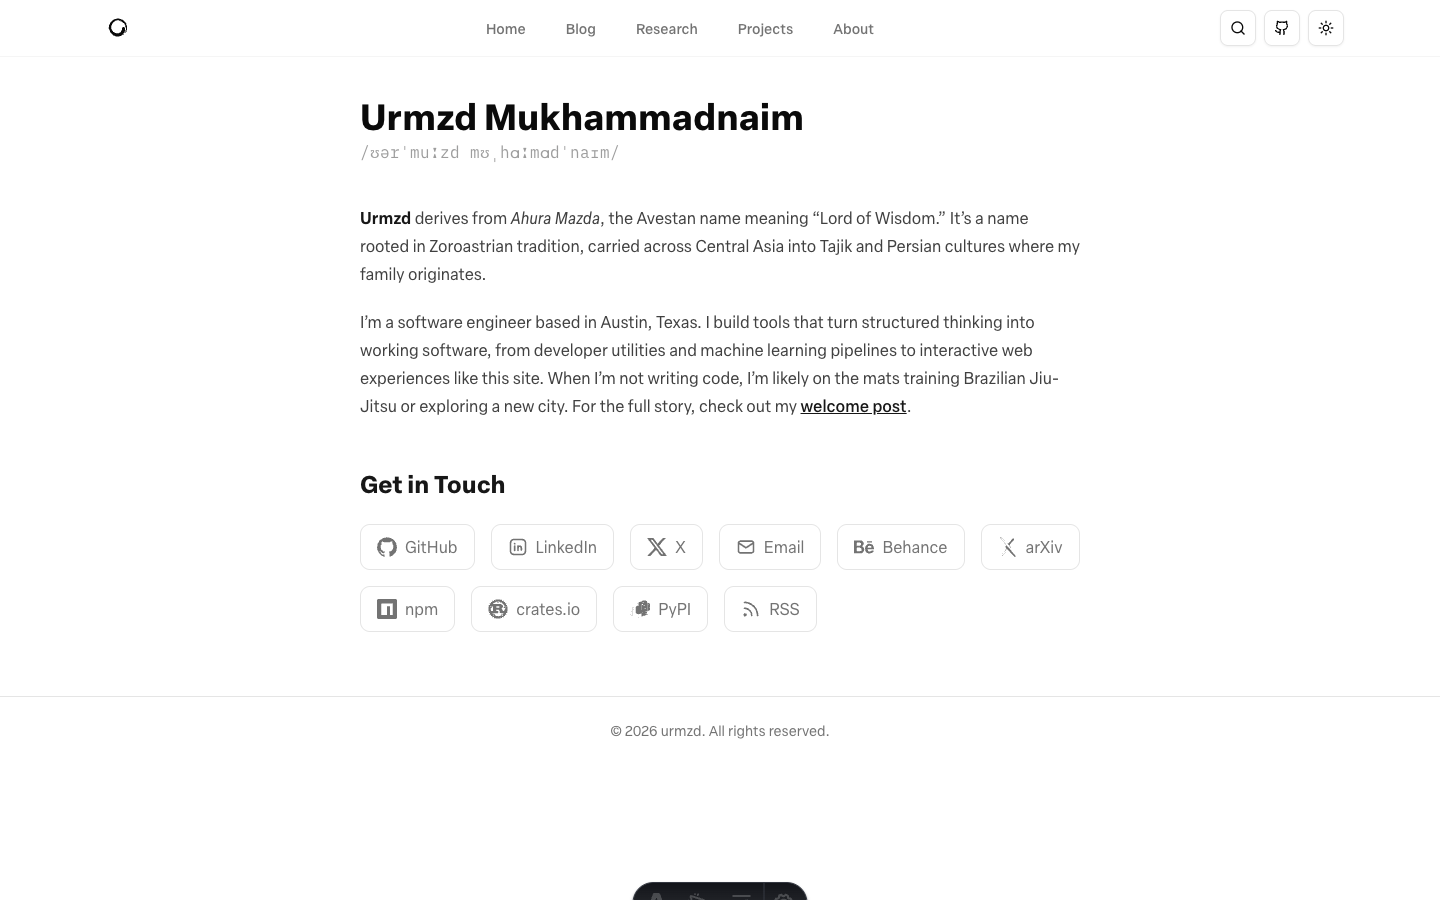 Home
Blog
Research
Projects
About
Urmzd Mukhammadnaim
/ʊərˈmuːzd mʊˌhɑːmɑdˈnaɪm/
Urmzd derives from Ahura Mazda, the Avestan name meaning “Lord of Wisdom.” It’s a name
rooted in Zoroastrian tradition, carried across Central Asia into Tajik and Persian cultures where my
family originates.
I’m a software engineer based in Austin, Texas. I build tools that turn structured thinking into
working software, from developer utilities and machine learning pipelines to interactive web
experiences like this site. When I’m not writing code, I’m likely on the mats training Brazilian Jiu-
Jitsu or exploring a new city. For the full story, check out my welcome post.
Get in Touch
GitHub
LinkedIn
X
Email
Bē Behance
arXiv
npm
crates.io
PyPI
RSS
© 2026 urmzd. All rights reserved.